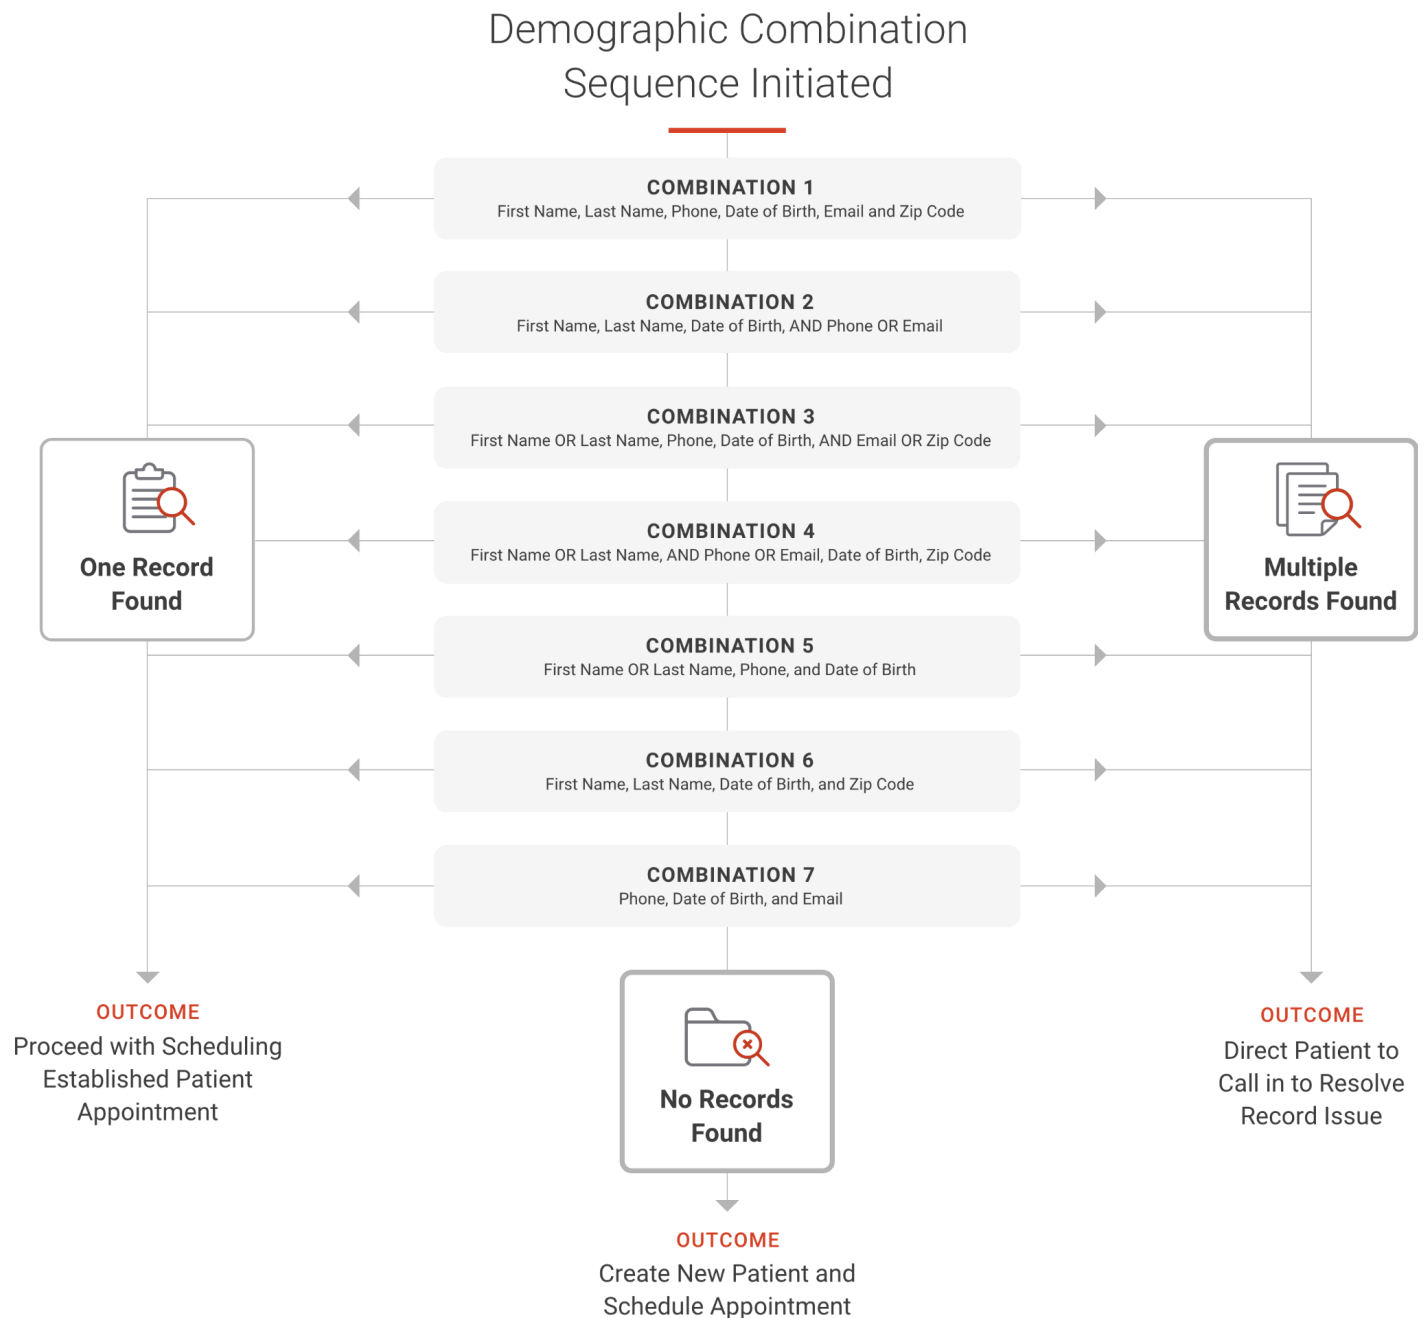 Demographic Combination
Sequence Initiated
COMBINATION 1
First Name, Last Name, Phone, Date of Birth, Email and Zip Code
COMBINATION 2
First Name, Last Name, Date of Birth, AND Phone OR Email
COMBINATION 3
First Name OR Last Name, Phone, Date of Birth, AND Email OR Zip Code
COMBINATION 4
First Name OR Last Name, AND Phone OR Email, Date of Birth, Zip Code
COMBINATION 5
First Name OR Last Name, Phone, and Date of Birth
COMBINATION 6
First Name, Last Name, Date of Birth, and Zip Code
COMBINATION 7
Phone, Date of Birth, and Email
One Record
Found
Multiple
Records Found
No Records
Found
OUTCOME
Proceed with Scheduling
Established Patient
Appointment
OUTCOME
Direct Patient to
Call in to Resolve
Record Issue
OUTCOME
Create New Patient and
Schedule Appointment